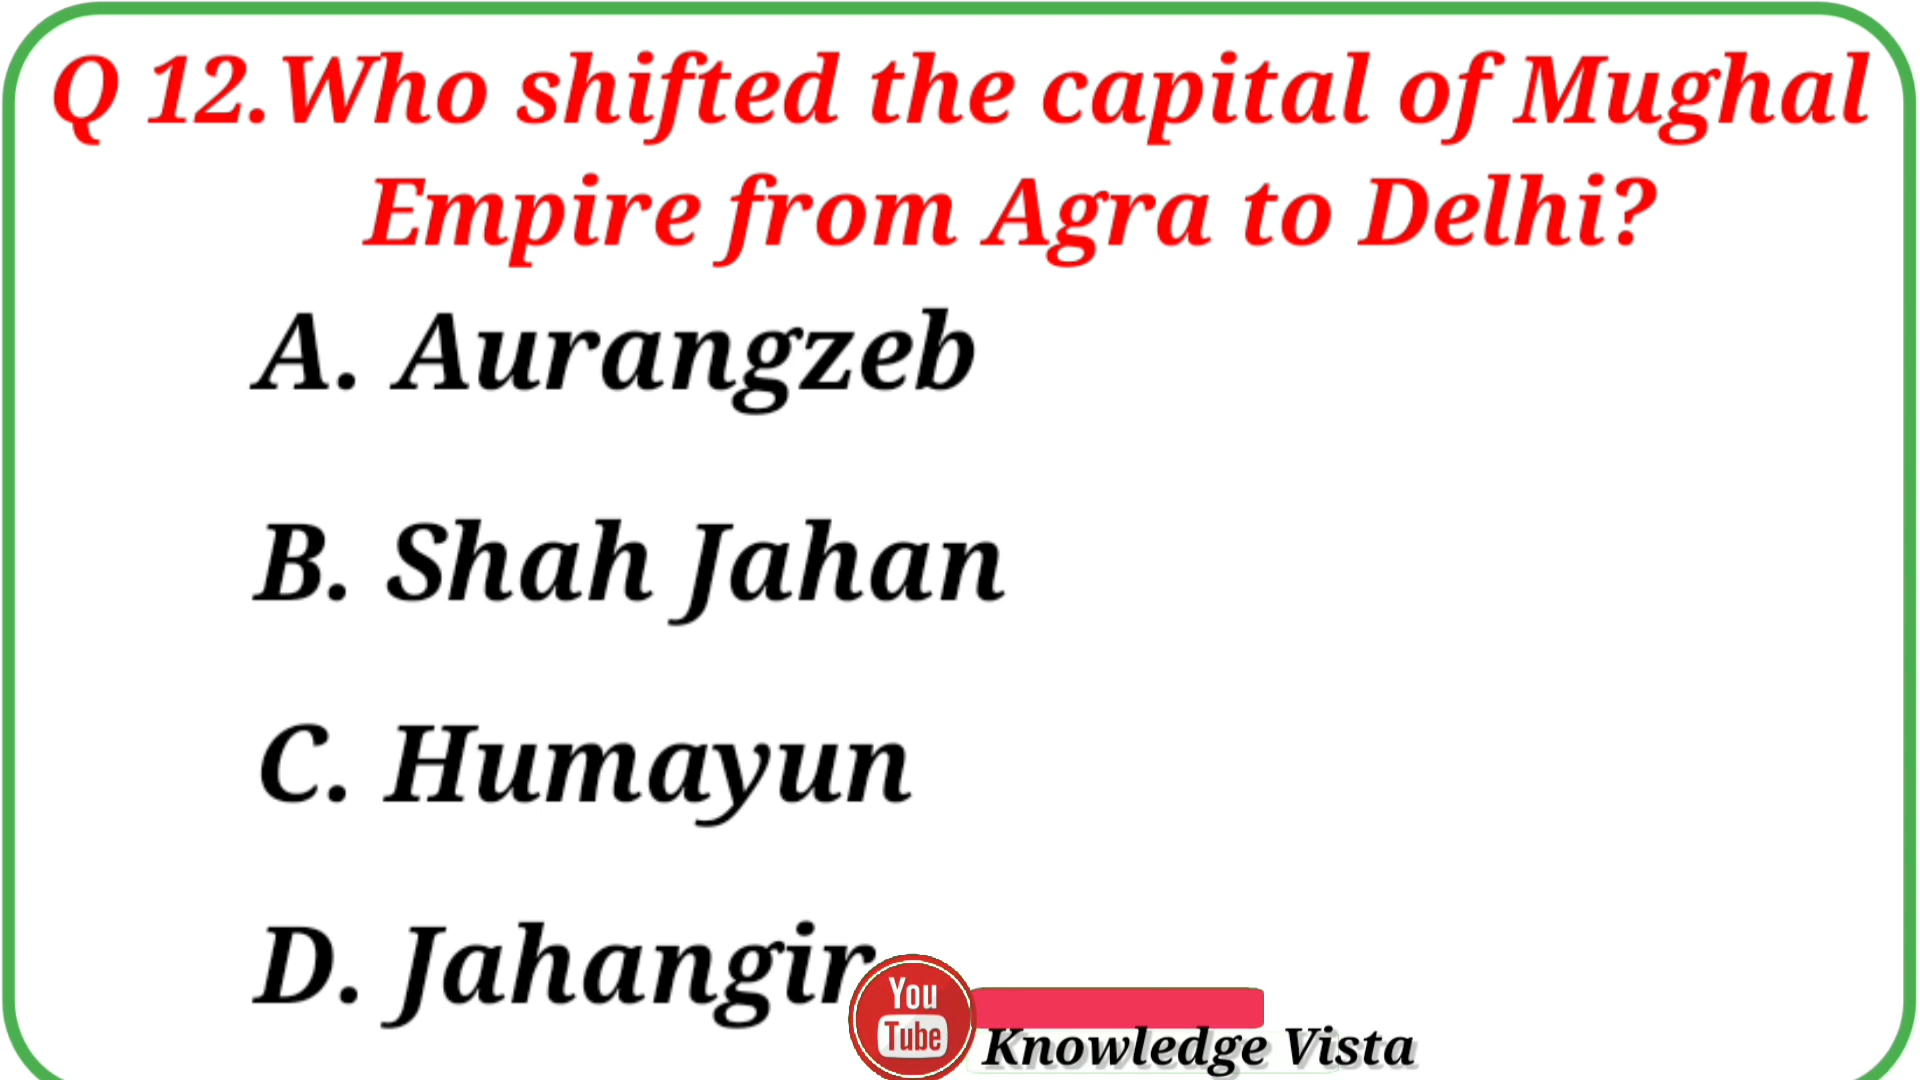 Q 12.Who shifted the capital of Mughal
Empire from Agra to Delhi?
A. Aurangzeb
B. Shah Jahan
C. Humayun
D. Jahangir
You
Tube
Knowledge Vista